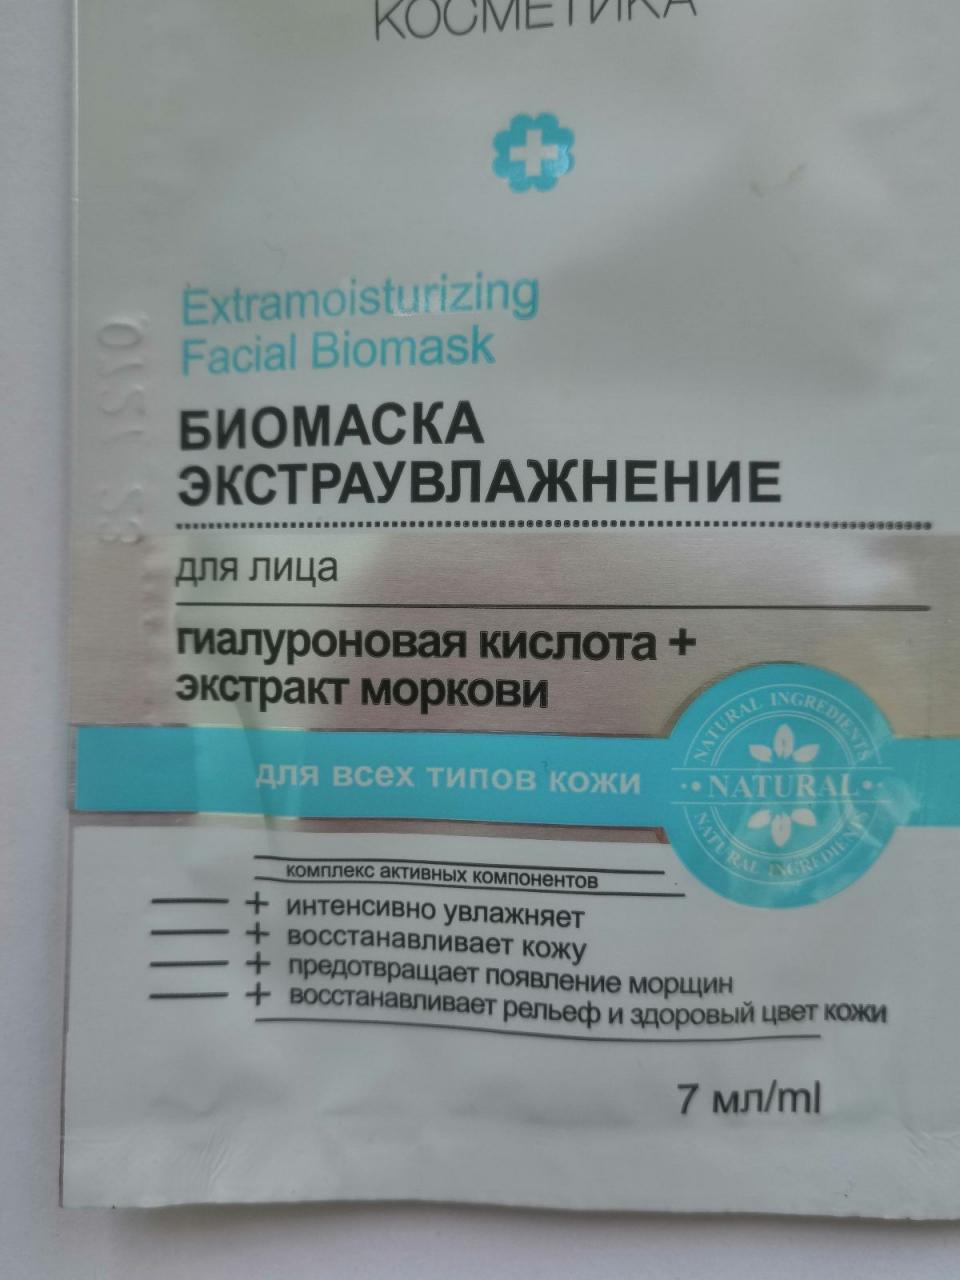 КОСМЕТИКА
Extramoisturizing
Facial Biomask
БИОМАСКА
ЭКСТРАУВЛАЖНЕНИЕ
для лица
гиалуроновая кислота +
экстракт моркови
для всех типов кожи
NATURAL INGREDIENTS
• NATURAL •
NATURAL INGREDIENTS
комплекс активных компонентов
+ интенсивно увлажняет
+ восстанавливает кожу
+ предотвращает появление морщин
+ восстанавливает рельеф и здоровый цвет кожи
7 мл/ml